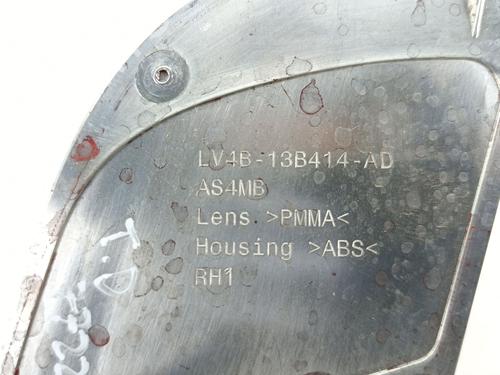 LV4B-13B414-AD
AS4MB
Lens >PMMA<
Housing >ABS<
RH1